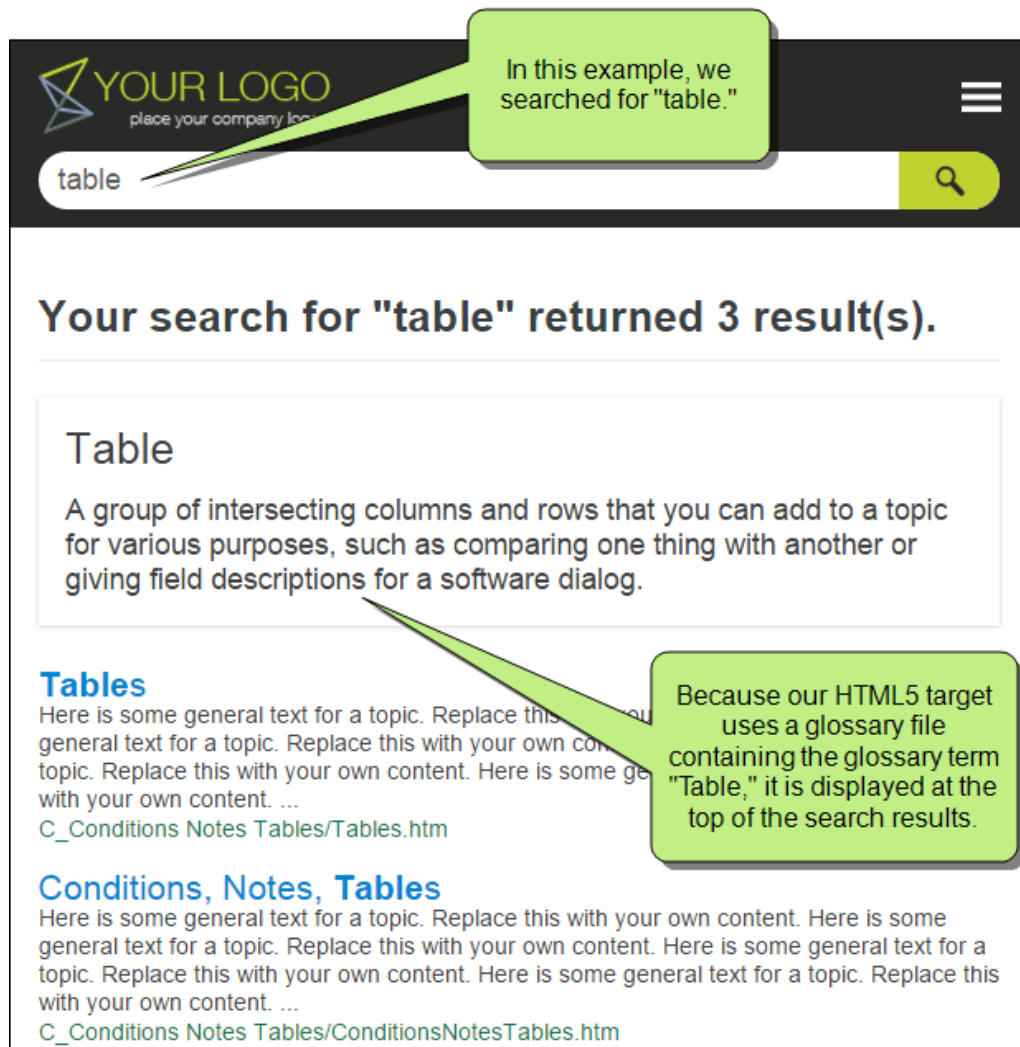 YOUR LOGO
place your company
In this example, we
searched for "table."
table
Your search for "table" returned 3 result(s).
Table
A group of intersecting columns and rows that you can add to a topic
for various purposes, such as comparing one thing with another or
giving field descriptions for a software dialog.
Tables
Here is some general text for a topic. Replace this
general text for a topic. Replace this with your own
topic. Replace this with your own content. Here is some
with your own content. ...
C_Conditions Notes Tables/Tables.htm
Because our HTML5 target
uses a glossary file
containing the glossary term
"Table," it is displayed at the
top of the search results.
Conditions, Notes, Tables
Here is some general text for a topic. Replace this with your own content. Here is some
general text for a topic. Replace this with your own content. Here is some general text for a
topic. Replace this with your own content. Here is some general text for a topic. Replace this
with your own content. ...
C_Conditions Notes Tables/ConditionsNotesTables.htm